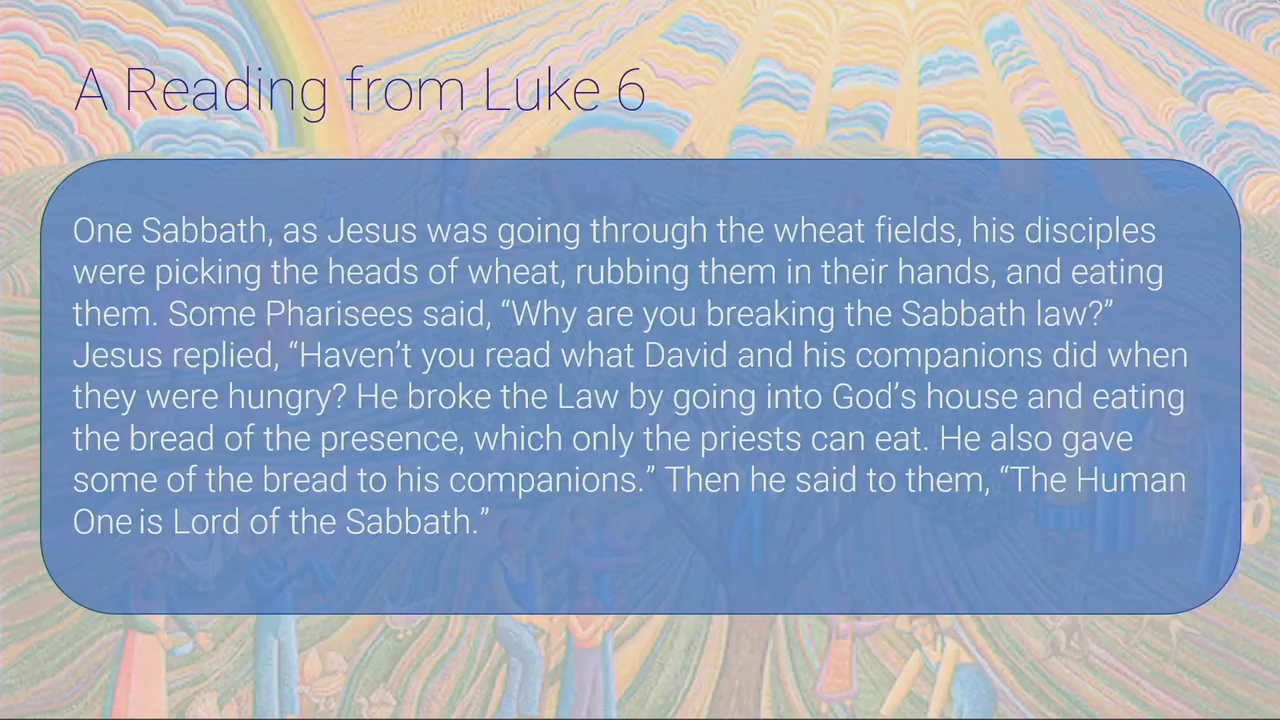 A Reading from Luke 6
One Sabbath, as Jesus was going through the wheat fields, his disciples
were picking the heads of wheat, rubbing them in their hands, and eating
them. Some Pharisees said, “Why are you breaking the Sabbath law?”
Jesus replied, “Haven’t you read what David and his companions did when
they were hungry? He broke the Law by going into God’s house and eating
the bread of the presence, which only the priests can eat. He also gave
some of the bread to his companions.” Then he said to them, “The Human
One is Lord of the Sabbath.”